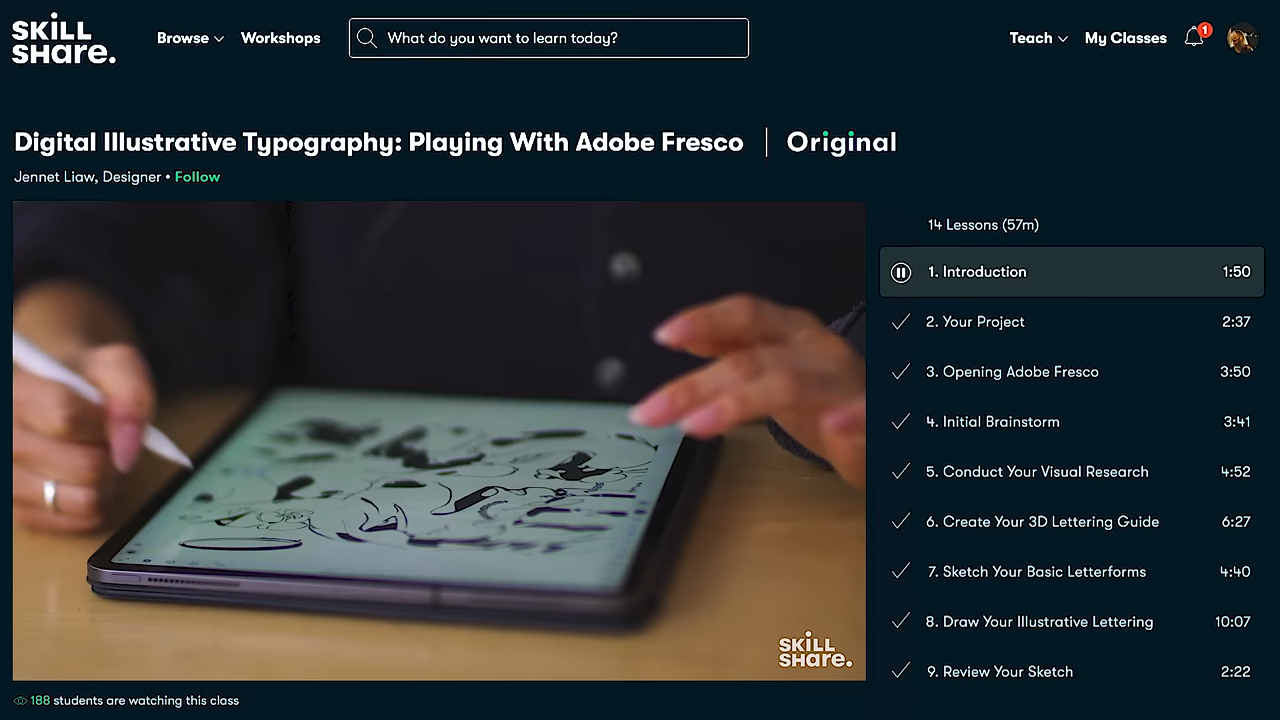 SKILL
SHARE.
Browse
Workshops
What do you want to learn today?
Teach
My Classes
1
Digital Illustrative Typography: Playing With Adobe Fresco | Original
Jennet Liaw, Designer • Follow
14 Lessons (57m)
1. Introduction 1:50
2. Your Project 2:37
3. Opening Adobe Fresco 3:50
4. Initial Brainstorm 3:41
5. Conduct Your Visual Research 4:52
6. Create Your 3D Lettering Guide 6:27
7. Sketch Your Basic Letterforms 4:40
8. Draw Your Illustrative Lettering 10:07
9. Review Your Sketch 2:22
SKILL
SHARE.
188 students are watching this class